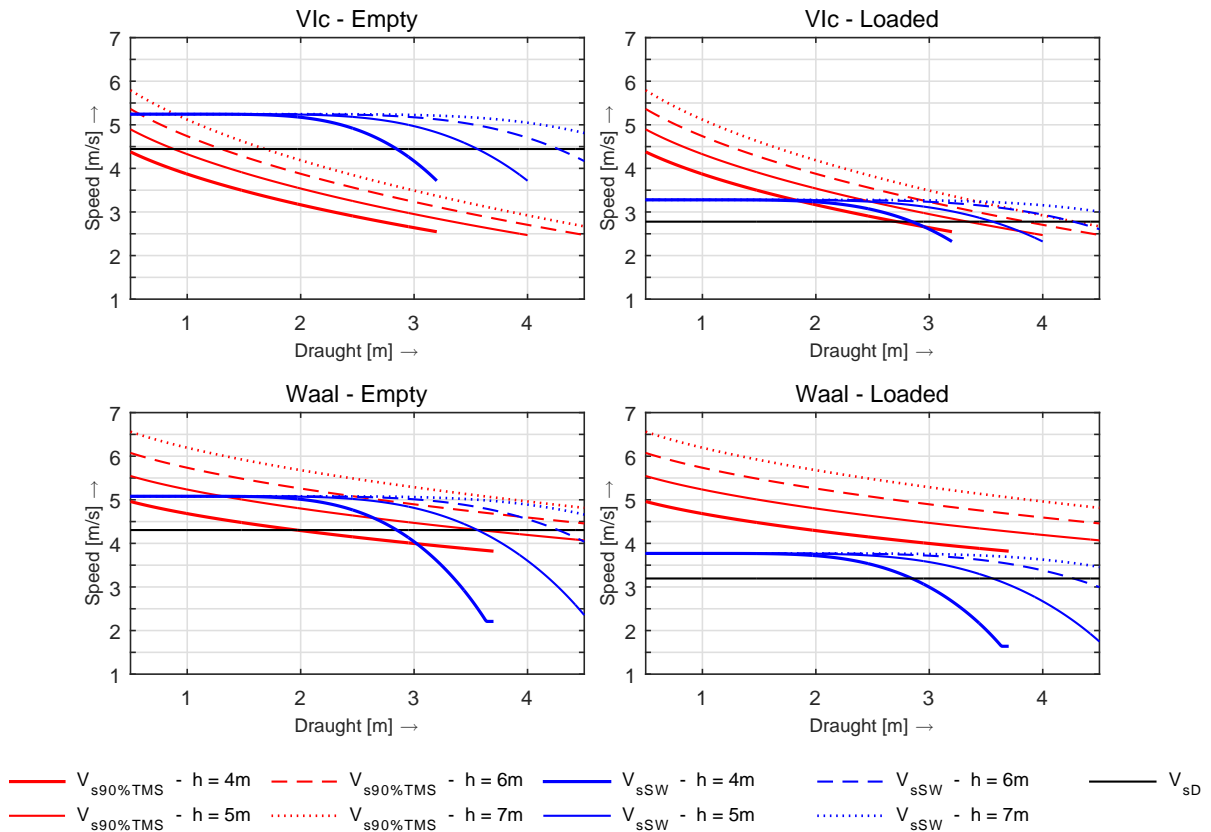 VIc - Empty
VIc - Loaded
7
6
5
4
3
2
1
Speed [m/s] →
1 2 3 4
Draught [m] →
7
6
5
4
3
2
1
Speed [m/s] →
1 2 3 4
Draught [m] →
Waal - Empty
Waal - Loaded
7
6
5
4
3
2
1
Speed [m/s] →
1 2 3 4
Draught [m] →
7
6
5
4
3
2
1
Speed [m/s] →
1 2 3 4
Draught [m] →
Vs90%TMS - h = 4m
Vs90%TMS - h = 6m
VsSW - h = 4m
VsSW - h = 6m
VsD
Vs90%TMS - h = 5m
Vs90%TMS - h = 7m
VsSW - h = 5m
VsSW - h = 7m